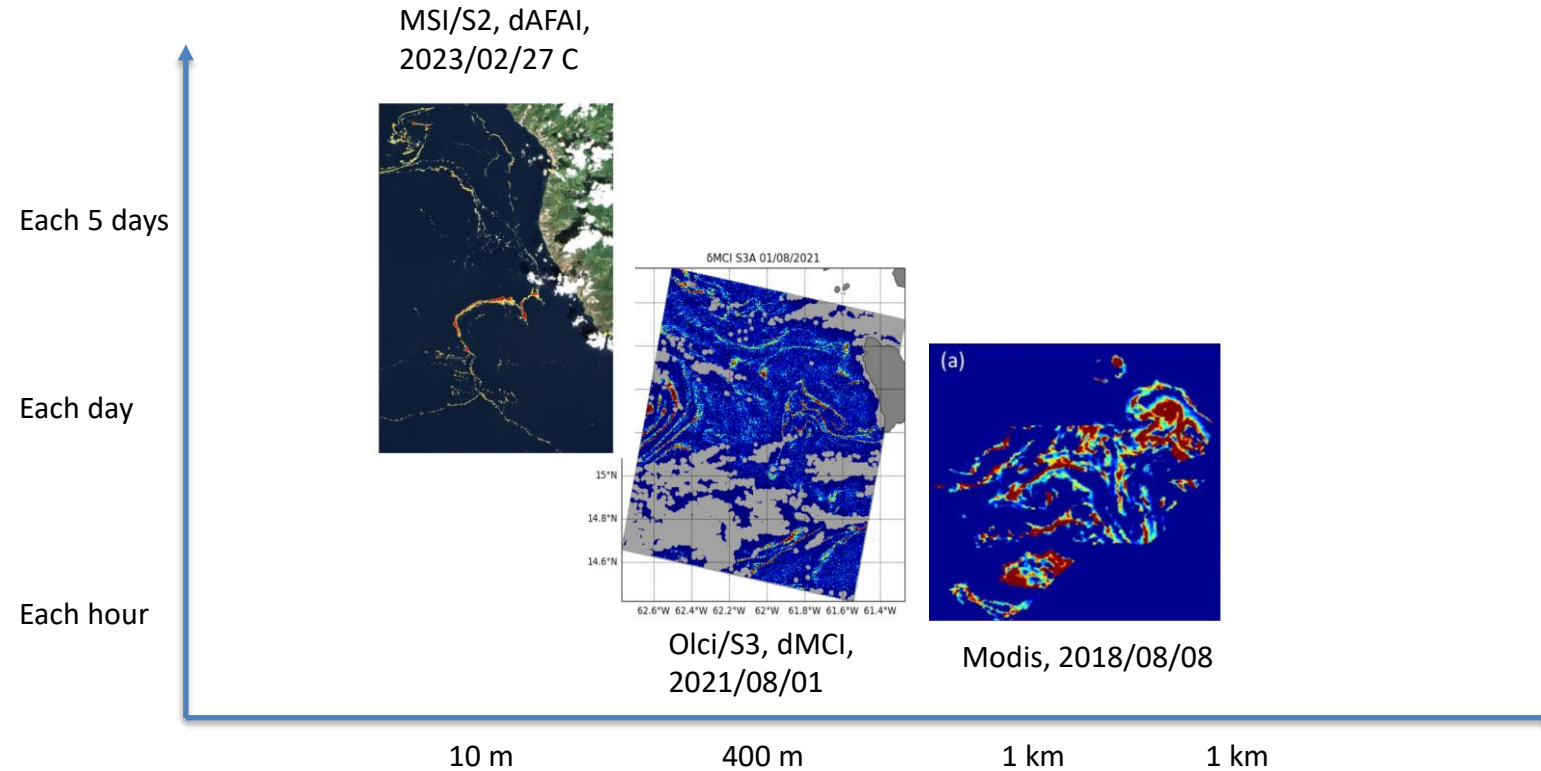 MSI/S2, dAFAI,
2023/02/27 C
Each 5 days
Each day
Each hour
δMCI S3A 01/08/2021
15°N
14.8°N
14.6°N
62.6°W 62.4°W 62.2°W 62°W 61.8°W 61.6°W 61.4°W
(a)
Olci/S3, dMCI,
2021/08/01
Modis, 2018/08/08
10 m 400 m 1 km 1 km